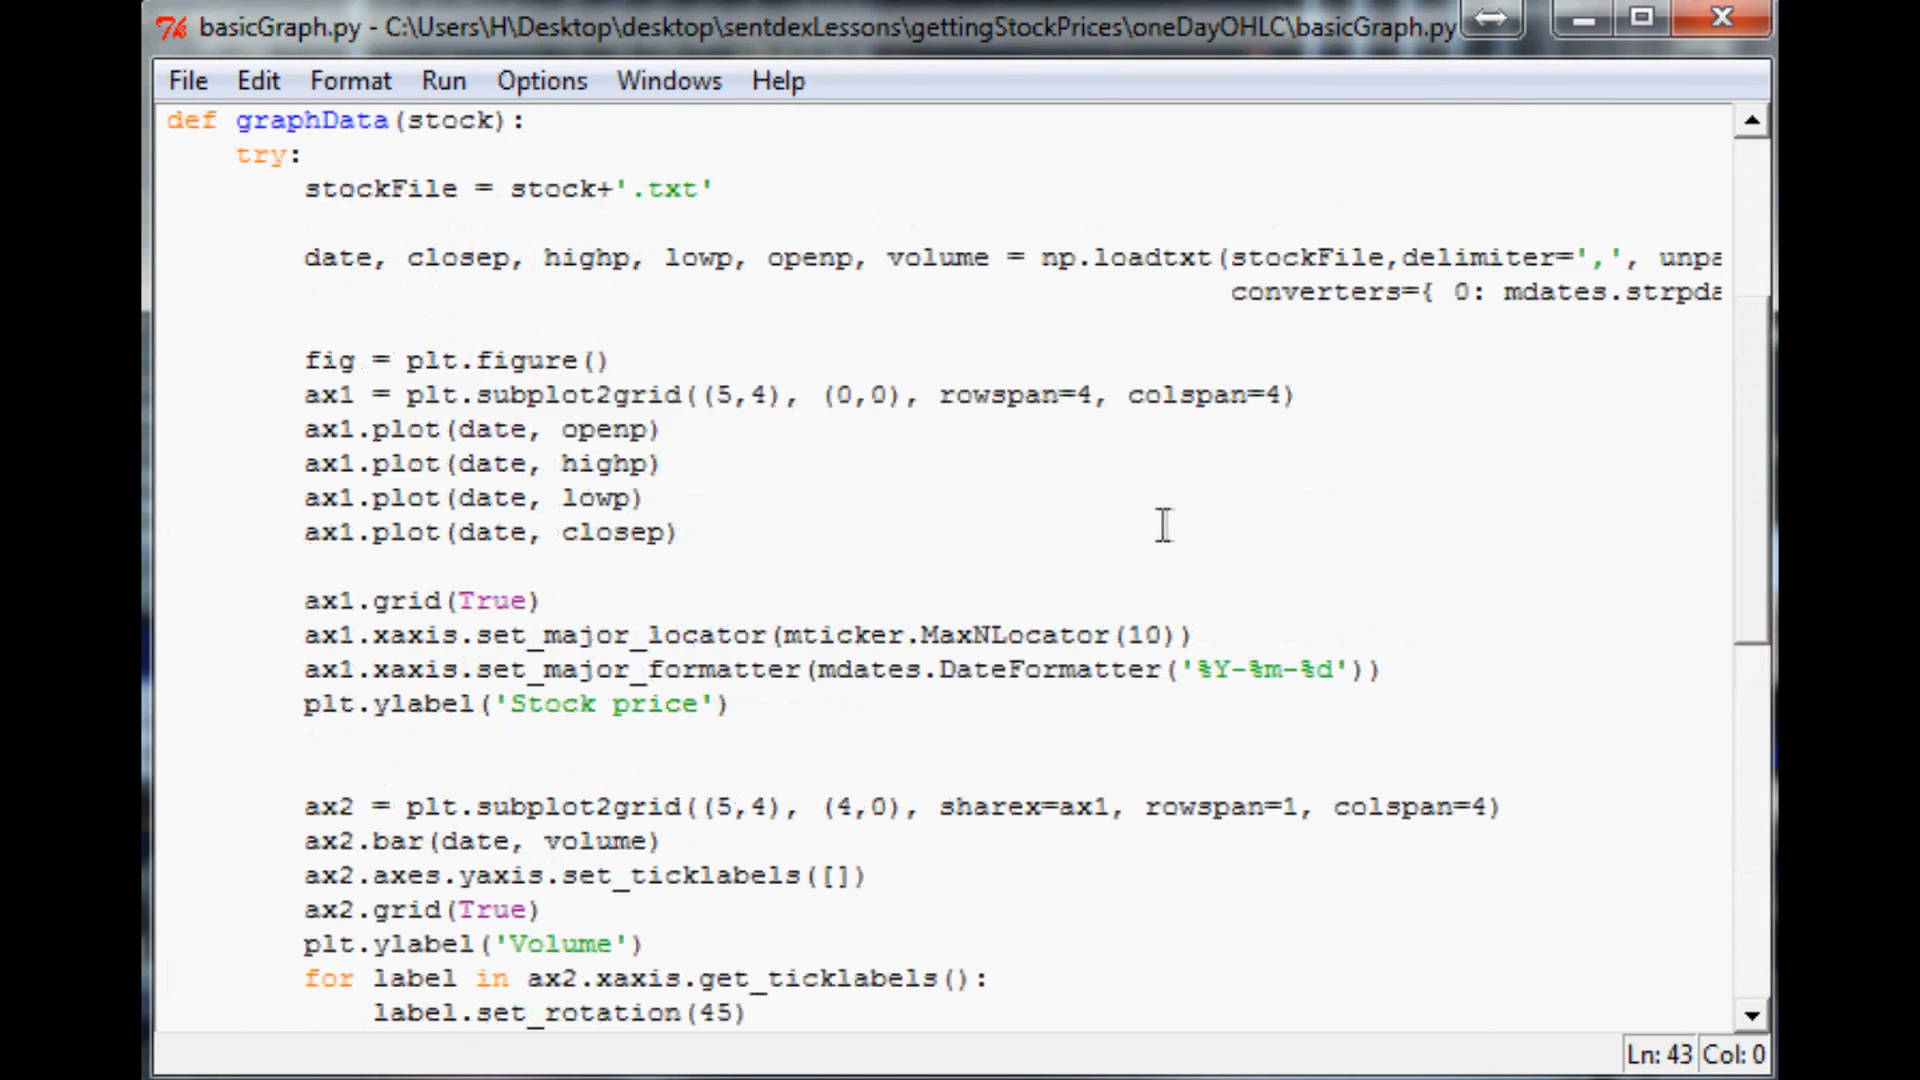 basicGraph.py - C:\Users\H\Desktop\desktop\sentdexLessons\gettingStockPrices\oneDayOHLC\basicGraph.py
File Edit Format Run Options Windows Help
def graphData(stock):
try:
stockFile = stock+'.txt'
date, closep, highp, lowp, openp, volume = np.loadtxt(stockFile,delimiter=',', unpa
converters={ 0: mdates.strpda
fig = plt.figure()
ax1 = plt.subplot2grid((5,4), (0,0), rowspan=4, colspan=4)
ax1.plot(date, openp)
ax1.plot(date, highp)
ax1.plot(date, lowp)
ax1.plot(date, closep)
ax1.grid(True)
ax1.xaxis.set_major_locator(mticker.MaxNLocator(10))
ax1.xaxis.set_major_formatter(mdates.DateFormatter('%Y-%m-%d'))
plt.ylabel('Stock price')
ax2 = plt.subplot2grid((5,4), (4,0), sharex=ax1, rowspan=1, colspan=4)
ax2.bar(date, volume)
ax2.axes.yaxis.set_ticklabels([])
ax2.grid(True)
plt.ylabel('Volume')
for label in ax2.xaxis.get_ticklabels():
label.set_rotation(45)
Ln: 43 Col: 0